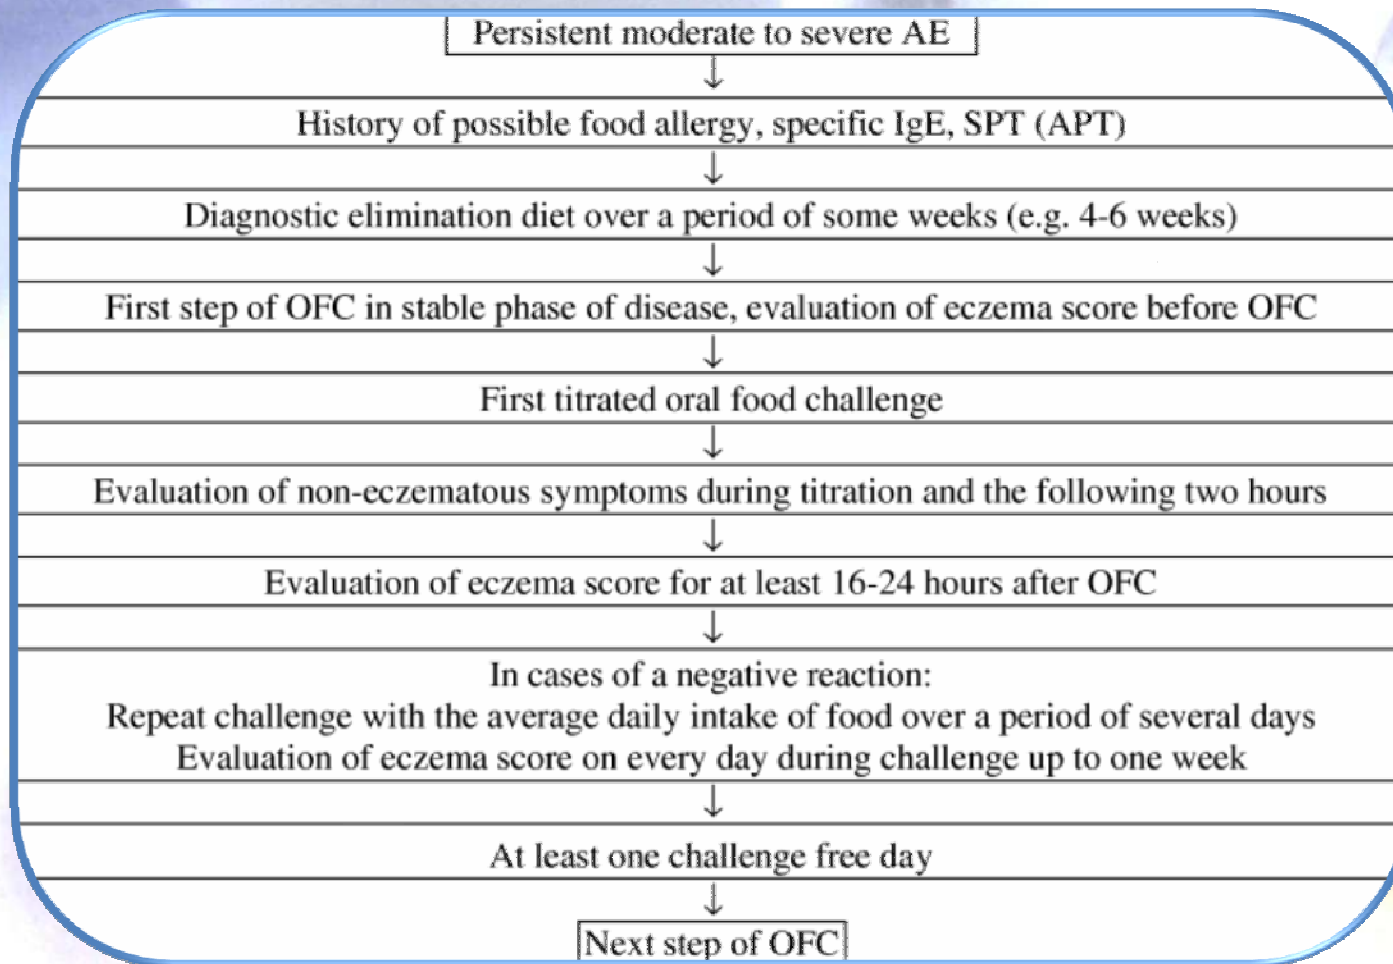 Persistent moderate to severe AE
↓
History of possible food allergy, specific IgE, SPT (APT)
↓
Diagnostic elimination diet over a period of some weeks (e.g. 4-6 weeks)
↓
First step of OFC in stable phase of disease, evaluation of eczema score before OFC
↓
First titrated oral food challenge
↓
Evaluation of non-eczematous symptoms during titration and the following two hours
↓
Evaluation of eczema score for at least 16-24 hours after OFC
↓
In cases of a negative reaction:
Repeat challenge with the average daily intake of food over a period of several days
Evaluation of eczema score on every day during challenge up to one week
↓
At least one challenge free day
↓
Next step of OFC